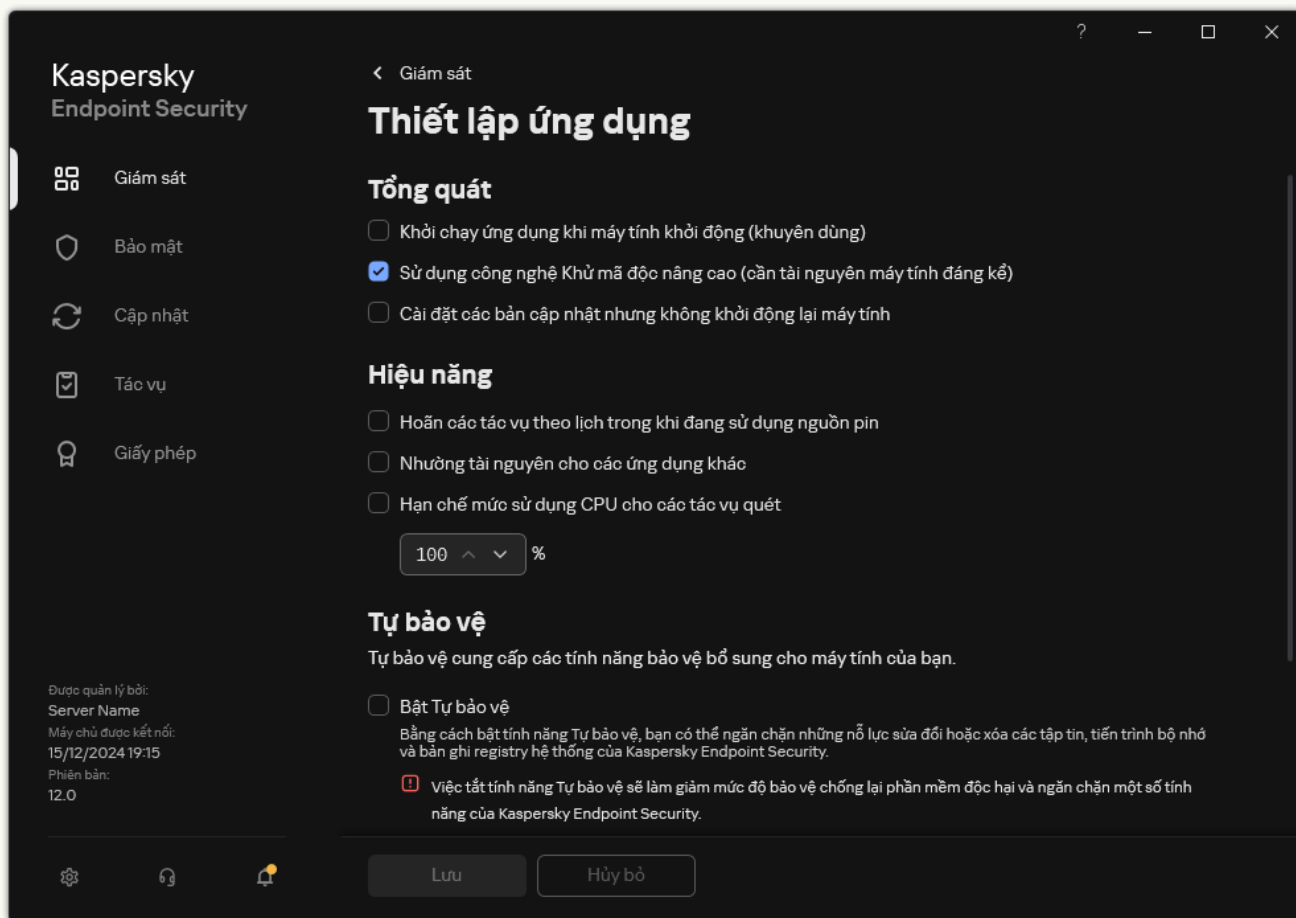 ?
Kaspersky
Endpoint Security
Giám sát
Bảo mật
Cập nhật
Tác vụ
Giấy phép
Được quản lý bởi:
Server Name
Máy chủ được kết nối:
15/12/2024 19:15
Phiên bản:
12.0
Giám sát
Thiết lập ứng dụng
Tổng quát
Khởi chạy ứng dụng khi máy tính khởi động (khuyên dùng)
Sử dụng công nghệ Khử mã độc nâng cao (cần tài nguyên máy tính đáng kể)
Cài đặt các bản cập nhật nhưng không khởi động lại máy tính
Hiệu năng
Hoãn các tác vụ theo lịch trong khi đang sử dụng nguồn pin
Nhường tài nguyên cho các ứng dụng khác
Hạn chế mức sử dụng CPU cho các tác vụ quét
100 %
Tự bảo vệ
Tự bảo vệ cung cấp các tính năng bảo vệ bổ sung cho máy tính của bạn.
Bật Tự bảo vệ
Bằng cách bật tính năng Tự bảo vệ, bạn có thể ngăn chặn những nỗ lực sửa đổi hoặc xóa các tập tin, tiến trình bộ nhớ
và bản ghi registry hệ thống của Kaspersky Endpoint Security.
Việc tắt tính năng Tự bảo vệ sẽ làm giảm mức độ bảo vệ chống lại phần mềm độc hại và ngăn chặn một số tính
năng của Kaspersky Endpoint Security.
Lưu
Hủy bỏ